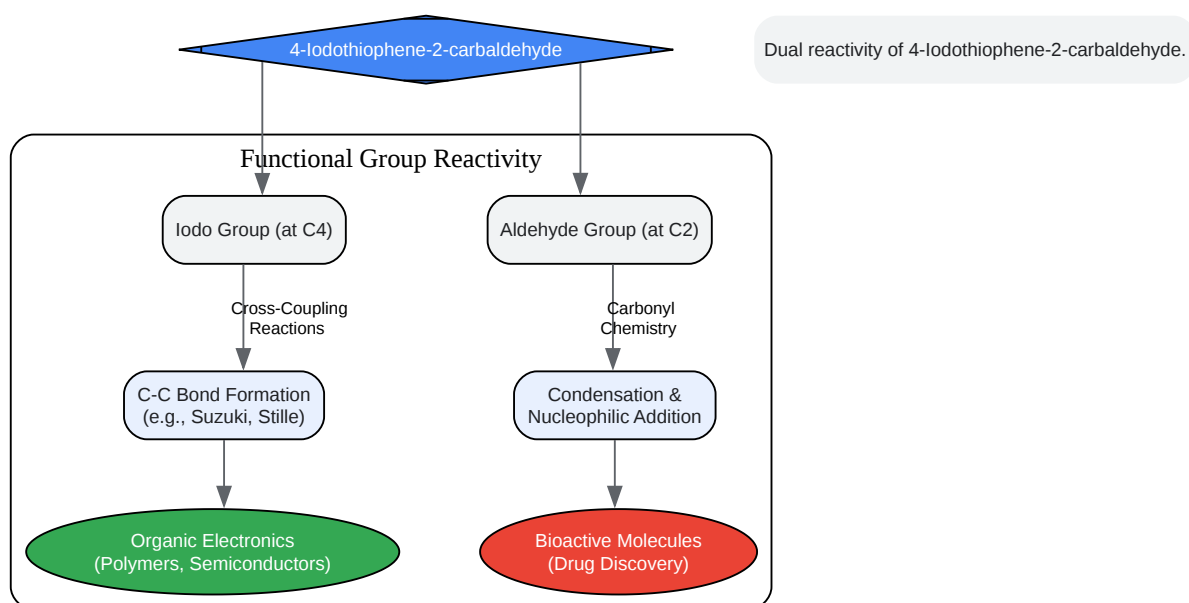 4-Iodothiophene-2-carbaldehyde
Dual reactivity of 4-Iodothiophene-2-carbaldehyde.
Functional Group Reactivity
Iodo Group (at C4)
Aldehyde Group (at C2)
Cross-Coupling
Reactions
Carbonyl
Chemistry
C-C Bond Formation
(e.g., Suzuki, Stille)
Condensation &
Nucleophilic Addition
Organic Electronics
(Polymers, Semiconductors)
Bioactive Molecules
(Drug Discovery)